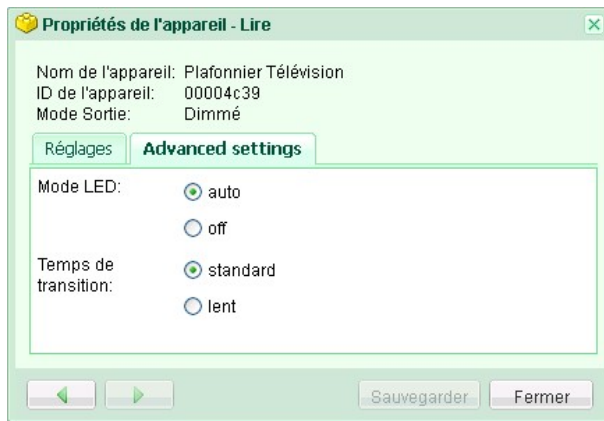 Propriétés de l'appareil - Lire
Nom de l'appareil: Plafonnier Télévision
ID de l'appareil: 00004c39
Mode Sortie: Dimmé
Réglages Advanced settings
Mode LED: auto
off
Temps de transition: standard
lent
Sauvegarder Fermer